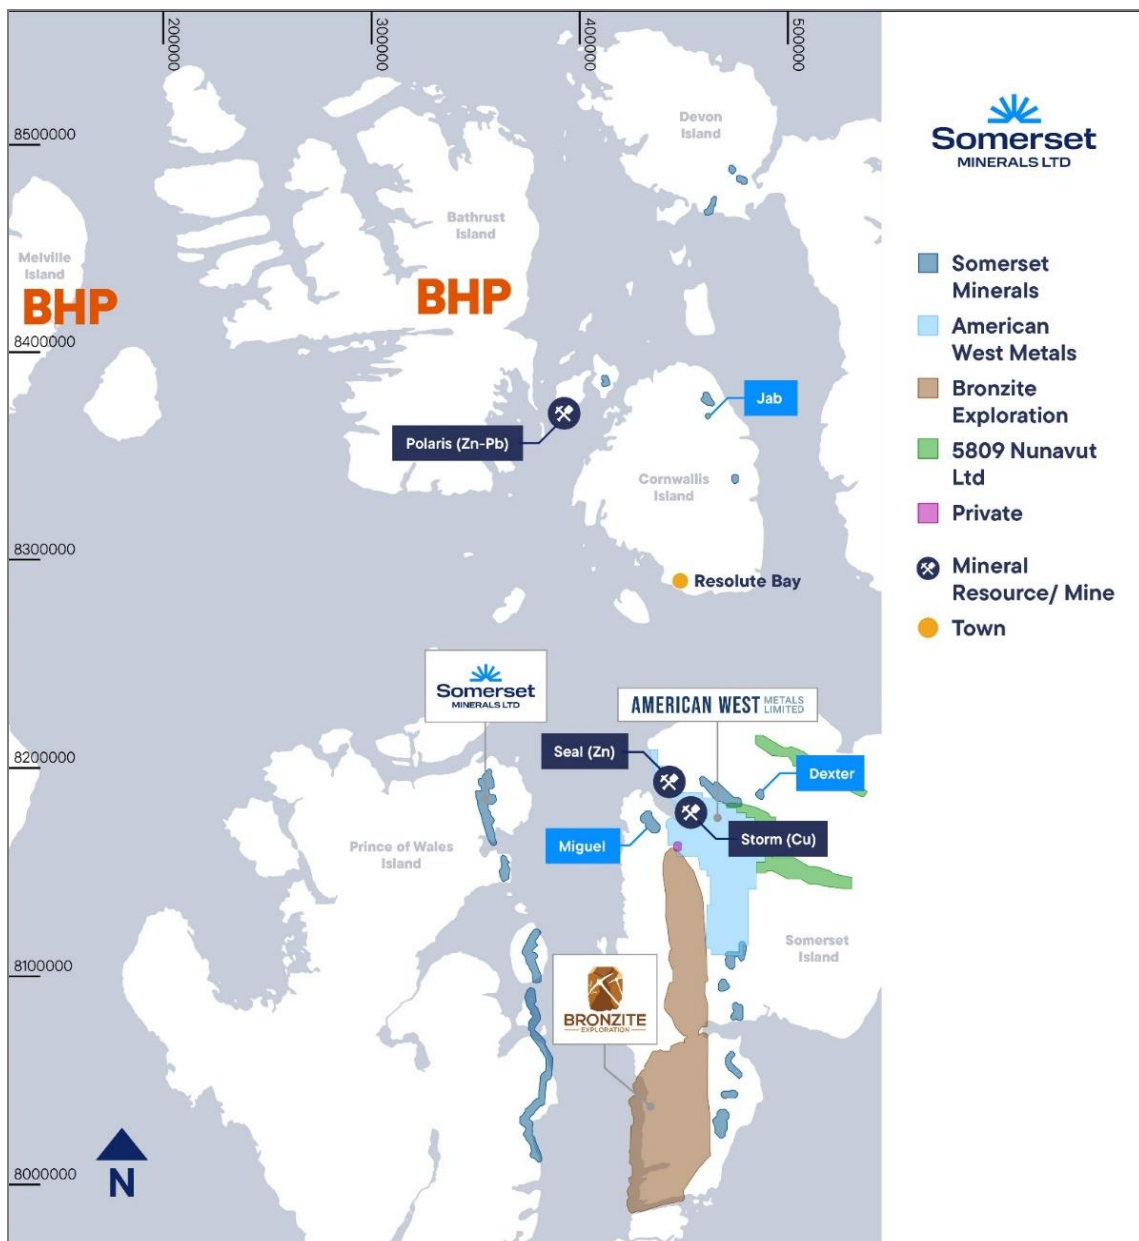 200000
300000
400000
500000
8500000
8400000
8300000
8200000
8100000
8000000
Devon
Island
Bathrust
Island
Melville
Island
BHP
BHP
Jab
Polaris (Zn-Pb)
Cornwallis
Island
Resolute Bay
Somerset
MINERALS LTD
AMERICAN WEST METALS
LIMITED
Seal (Zn)
Dexter
Miguel
Storm (Cu)
Prince of Wales
Island
Somerset
Island
BRONZITE
EXPLORATION
N
Somerset
MINERALS LTD
Somerset
Minerals
American
West Metals
Bronzite
Exploration
5809 Nunavut
Ltd
Private
Mineral
Resource/ Mine
Town